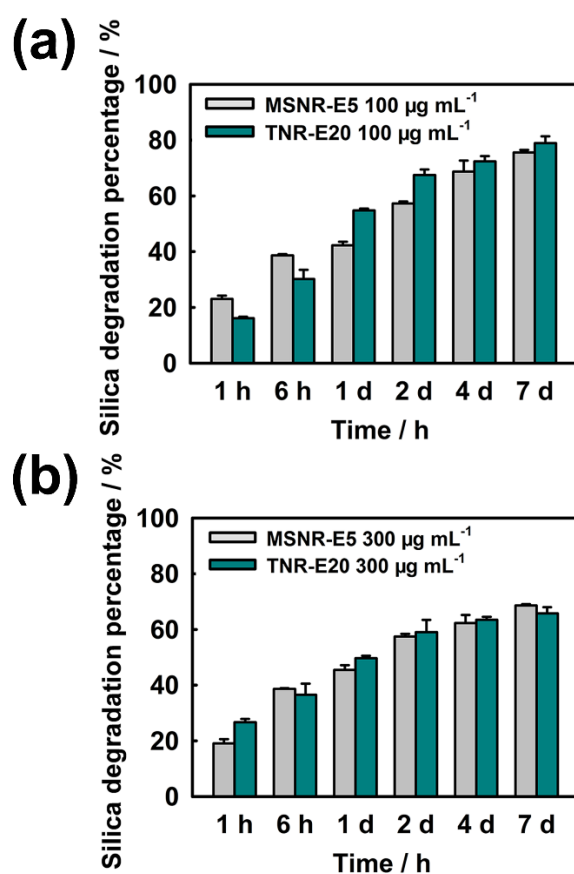 (a)
Silica degradation percentage / %
100
80
60
40
20
0
MSNR-E5 100 µg mL⁻¹
TNR-E20 100 µg mL⁻¹
1 h 6 h 1 d 2 d 4 d 7 d
Time / h
(b)
Silica degradation percentage / %
100
80
60
40
20
0
MSNR-E5 300 µg mL⁻¹
TNR-E20 300 µg mL⁻¹
1 h 6 h 1 d 2 d 4 d 7 d
Time / h